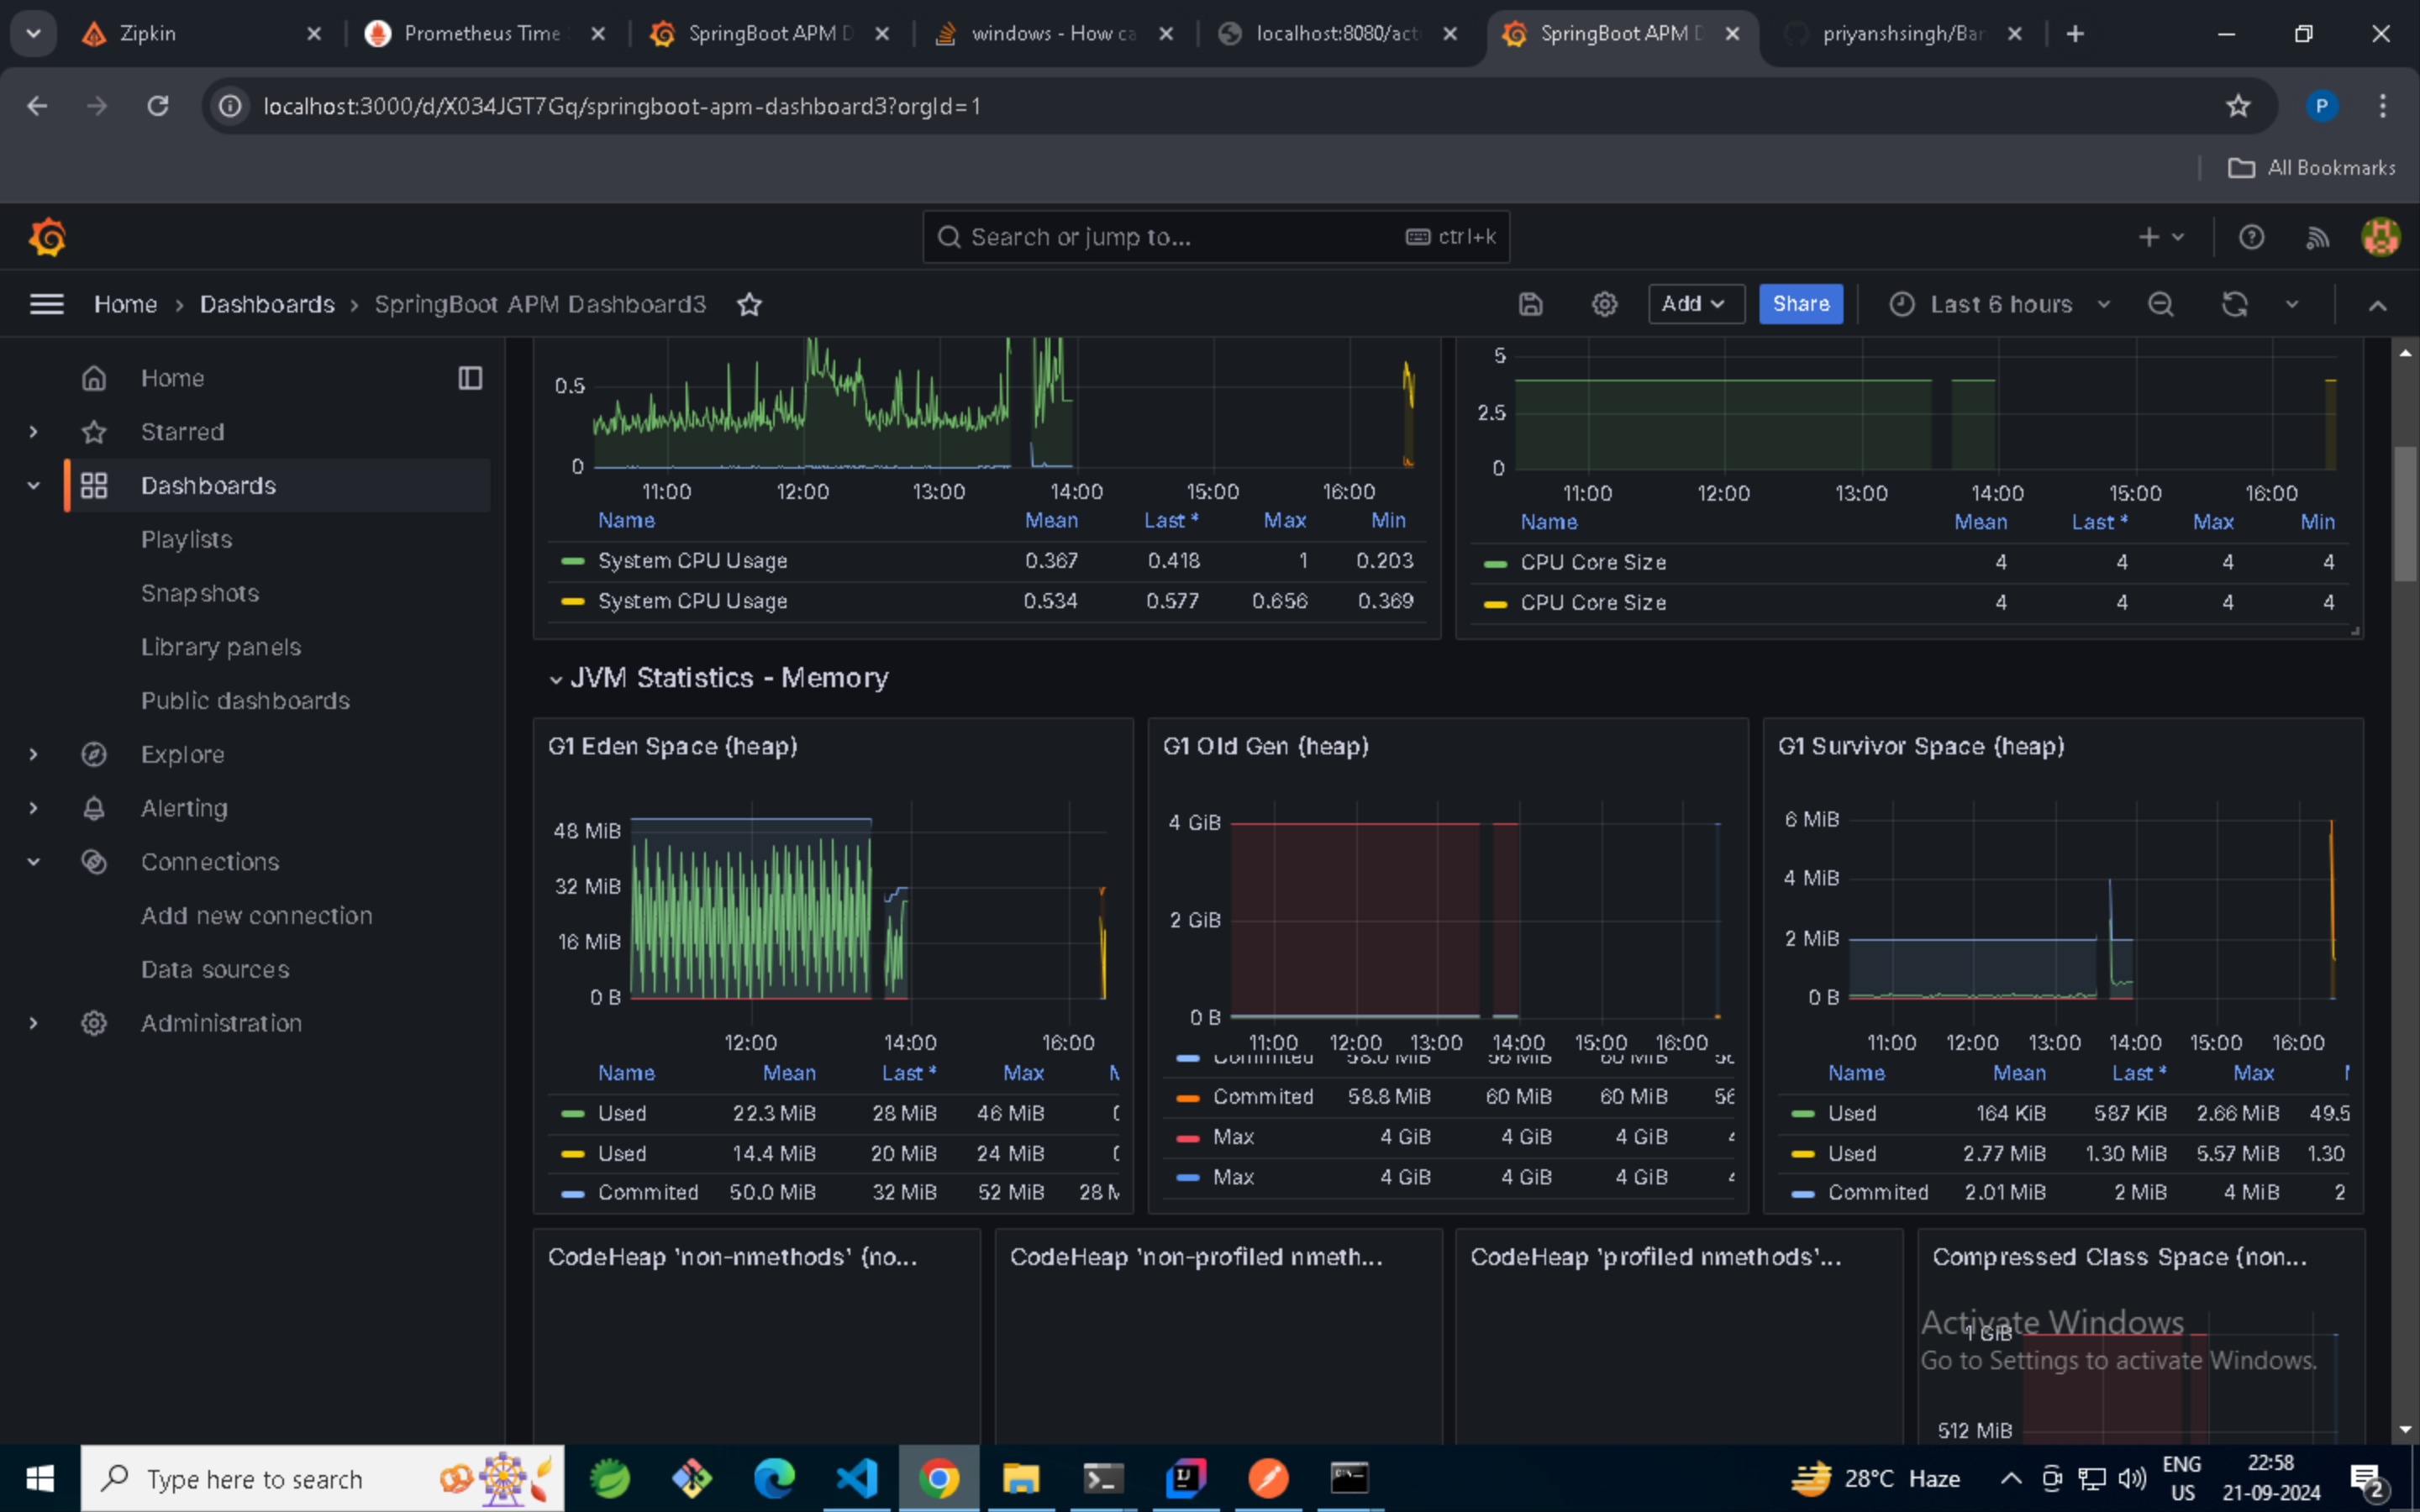 Zipkin
Prometheus Time
SpringBoot APM D
windows - How ca
localhost:8080/act
SpringBoot APM D
priyanshsingh/Bar
localhost:3000/d/X034JGT7Gq/springboot-apm-dashboard3?orgId=1
P
All Bookmarks
Search or jump to...
ctrl+k
Home › Dashboards › SpringBoot APM Dashboard3
Add
Share
Last 6 hours
Home
Starred
Dashboards
Playlists
Snapshots
Library panels
Public dashboards
Explore
Alerting
Connections
Add new connection
Data sources
Administration
0.5
0
11:00 12:00 13:00 14:00 15:00 16:00
Name Mean Last * Max Min
System CPU Usage 0.367 0.418 1 0.203
System CPU Usage 0.534 0.577 0.656 0.369
5
2.5
0
11:00 12:00 13:00 14:00 15:00 16:00
Name Mean Last * Max Min
CPU Core Size 4 4 4 4
CPU Core Size 4 4 4 4
JVM Statistics - Memory
G1 Eden Space (heap)
48 MiB
32 MiB
16 MiB
0 B
12:00 14:00 16:00
Name Mean Last * Max
Used 22.3 MiB 28 MiB 46 MiB
Used 14.4 MiB 20 MiB 24 MiB
Commited 50.0 MiB 32 MiB 52 MiB 28 M
G1 Old Gen (heap)
4 GiB
2 GiB
0 B
11:00 12:00 13:00 14:00 15:00 16:00
Commited
Commited 58.8 MiB 60 MiB 60 MiB 56
Max 4 GiB 4 GiB 4 GiB
Max 4 GiB 4 GiB 4 GiB
G1 Survivor Space (heap)
6 MiB
4 MiB
2 MiB
0 B
11:00 12:00 13:00 14:00 15:00 16:00
Name Mean Last * Max
Used 164 KiB 587 KiB 2.66 MiB 49.5
Used 2.77 MiB 1.30 MiB 5.57 MiB 1.30
Commited 2.01 MiB 2 MiB 4 MiB 2
CodeHeap 'non-nmethods' (no...
CodeHeap 'non-profiled nmeth...
CodeHeap 'profiled nmethods'...
Compressed Class Space (non...
1 GiB
512 MiB
Activate Windows
Go to Settings to activate Windows.
Type here to search
28°C Haze
ENG
US
22:58
21-09-2024
2